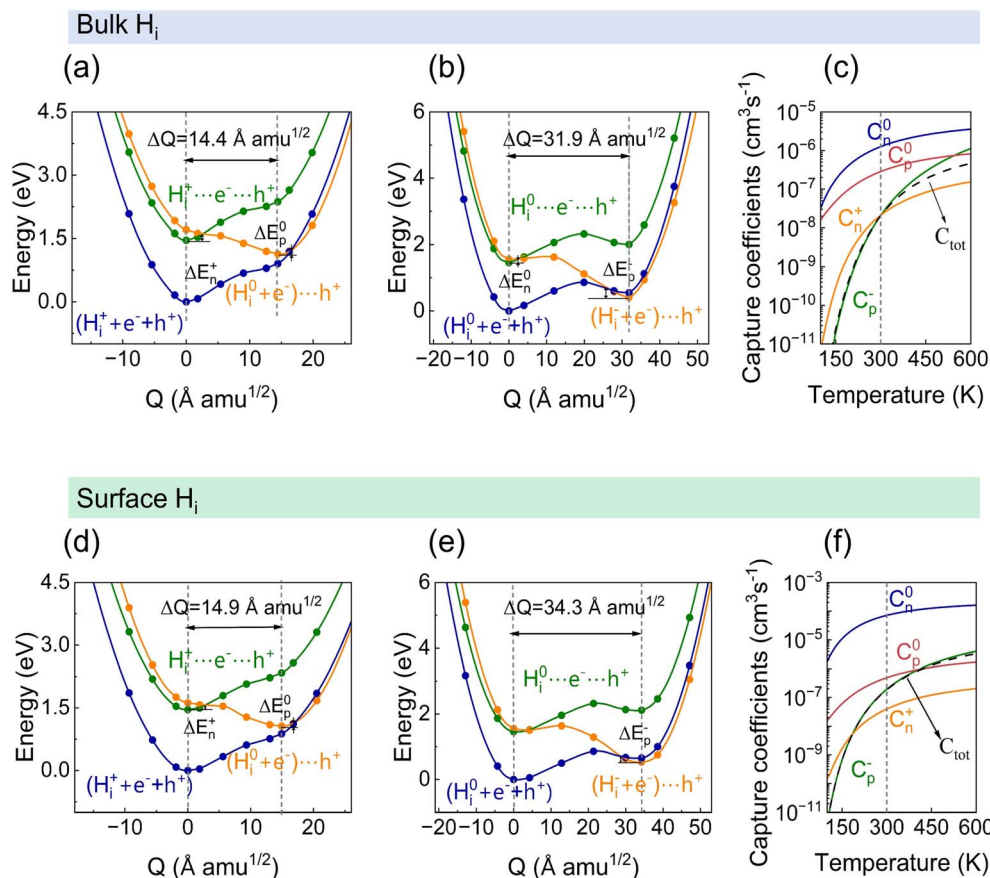 Bulk Hᵢ
(a)
(b)
(c)
4.5
3.0
1.5
0.0
Energy (eV)
ΔQ=14.4 Å amu^1/2
H_i^+···e^-···h^+
ΔE_p^0
ΔE_n^+
(H_i^++e^-+h^+)
(H_i^0+e^-)···h^+
−10 0 10 20
Q (Å amu^1/2)
6
4
2
0
Energy (eV)
ΔQ=31.9 Å amu^1/2
H_i^0···e^-···h^+
ΔE_n^0
ΔE_p^-
(H_i^0+e^-+h^+)
(H_i^-+e^-)···h^+
−20 −10 0 10 20 30 40 50
Q (Å amu^1/2)
10^-5
10^-6
10^-7
10^-8
10^-9
10^-10
10^-11
Capture coefficients (cm^3s^-1)
C_n^0
C_p^0
C_n^+
C_tot
C_p^-
150 300 450 600
Temperature (K)
Surface Hᵢ
(d)
(e)
(f)
4.5
3.0
1.5
0.0
Energy (eV)
ΔQ=14.9 Å amu^1/2
H_i^+···e^-···h^+
ΔE_n^+
ΔE_p^0
(H_i^++e^-+h^+)
(H_i^0+e^-)···h^+
−10 0 10 20
Q (Å amu^1/2)
6
4
2
0
Energy (eV)
ΔQ=34.3 Å amu^1/2
H_i^0···e^-···h^+
ΔE_p^-
(H_i^0+e^-+h^+)
(H_i^-+e^-)···h^+
−20 −10 0 10 20 30 40 50
Q (Å amu^1/2)
10^-3
10^-5
10^-7
10^-9
10^-11
Capture coefficients (cm^3s^-1)
C_n^0
C_p^0
C_n^+
C_tot
C_p^-
150 300 450 600
Temperature (K)